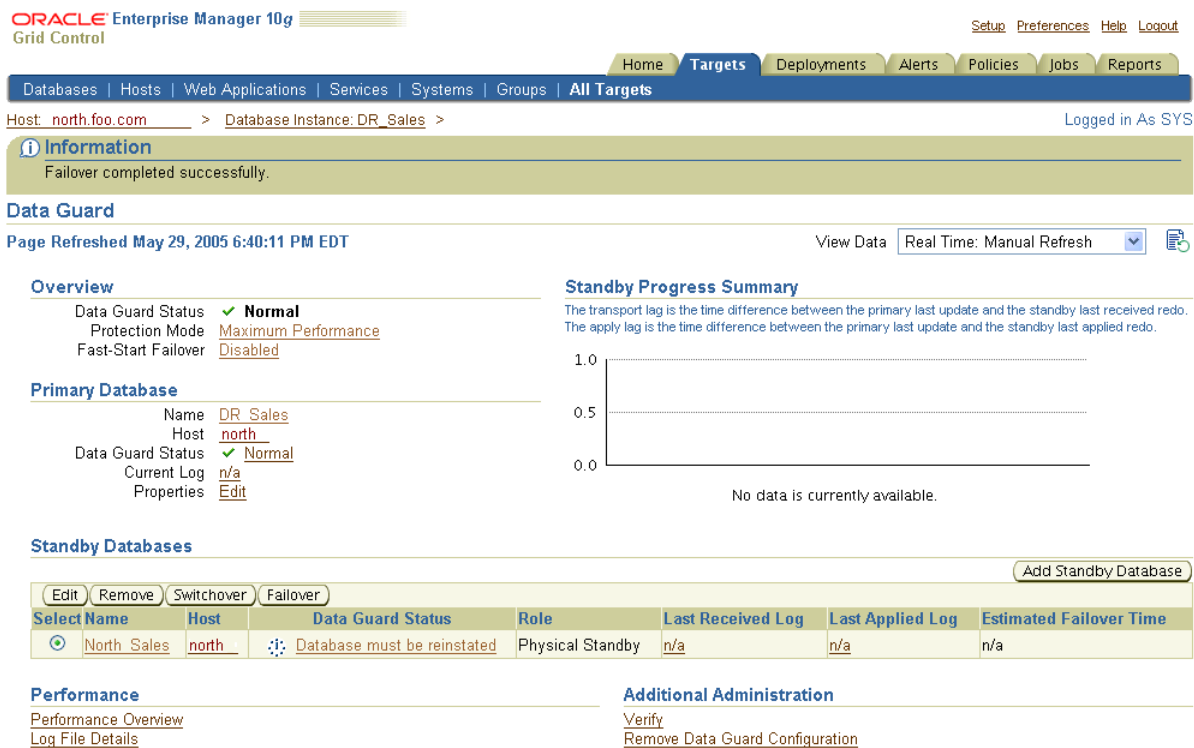 ORACLE Enterprise Manager 10g
Grid Control
Setup Preferences Help Logout
Home Targets Deployments Alerts Policies Jobs Reports
Databases | Hosts | Web Applications | Services | Systems | Groups | All Targets
Host: north.foo.com > Database Instance: DR_Sales >
Logged in As SYS
Information
Failover completed successfully.
Data Guard
Page Refreshed May 29, 2005 6:40:11 PM EDT
View Data Real Time: Manual Refresh
Overview
Data Guard Status Normal
Protection Mode Maximum Performance
Fast-Start Failover Disabled
Primary Database
Name DR_Sales
Host north
Data Guard Status Normal
Current Log n/a
Properties Edit
Standby Progress Summary
The transport lag is the time difference between the primary last update and the standby last received redo.
The apply lag is the time difference between the primary last update and the standby last applied redo.
1.0
0.5
0.0
No data is currently available.
Standby Databases
Add Standby Database
Edit Remove Switchover Failover
Select Name Host Data Guard Status Role Last Received Log Last Applied Log Estimated Failover Time
North_Sales north Database must be reinstated Physical Standby n/a n/a n/a
Performance
Performance Overview
Log File Details
Additional Administration
Verify
Remove Data Guard Configuration